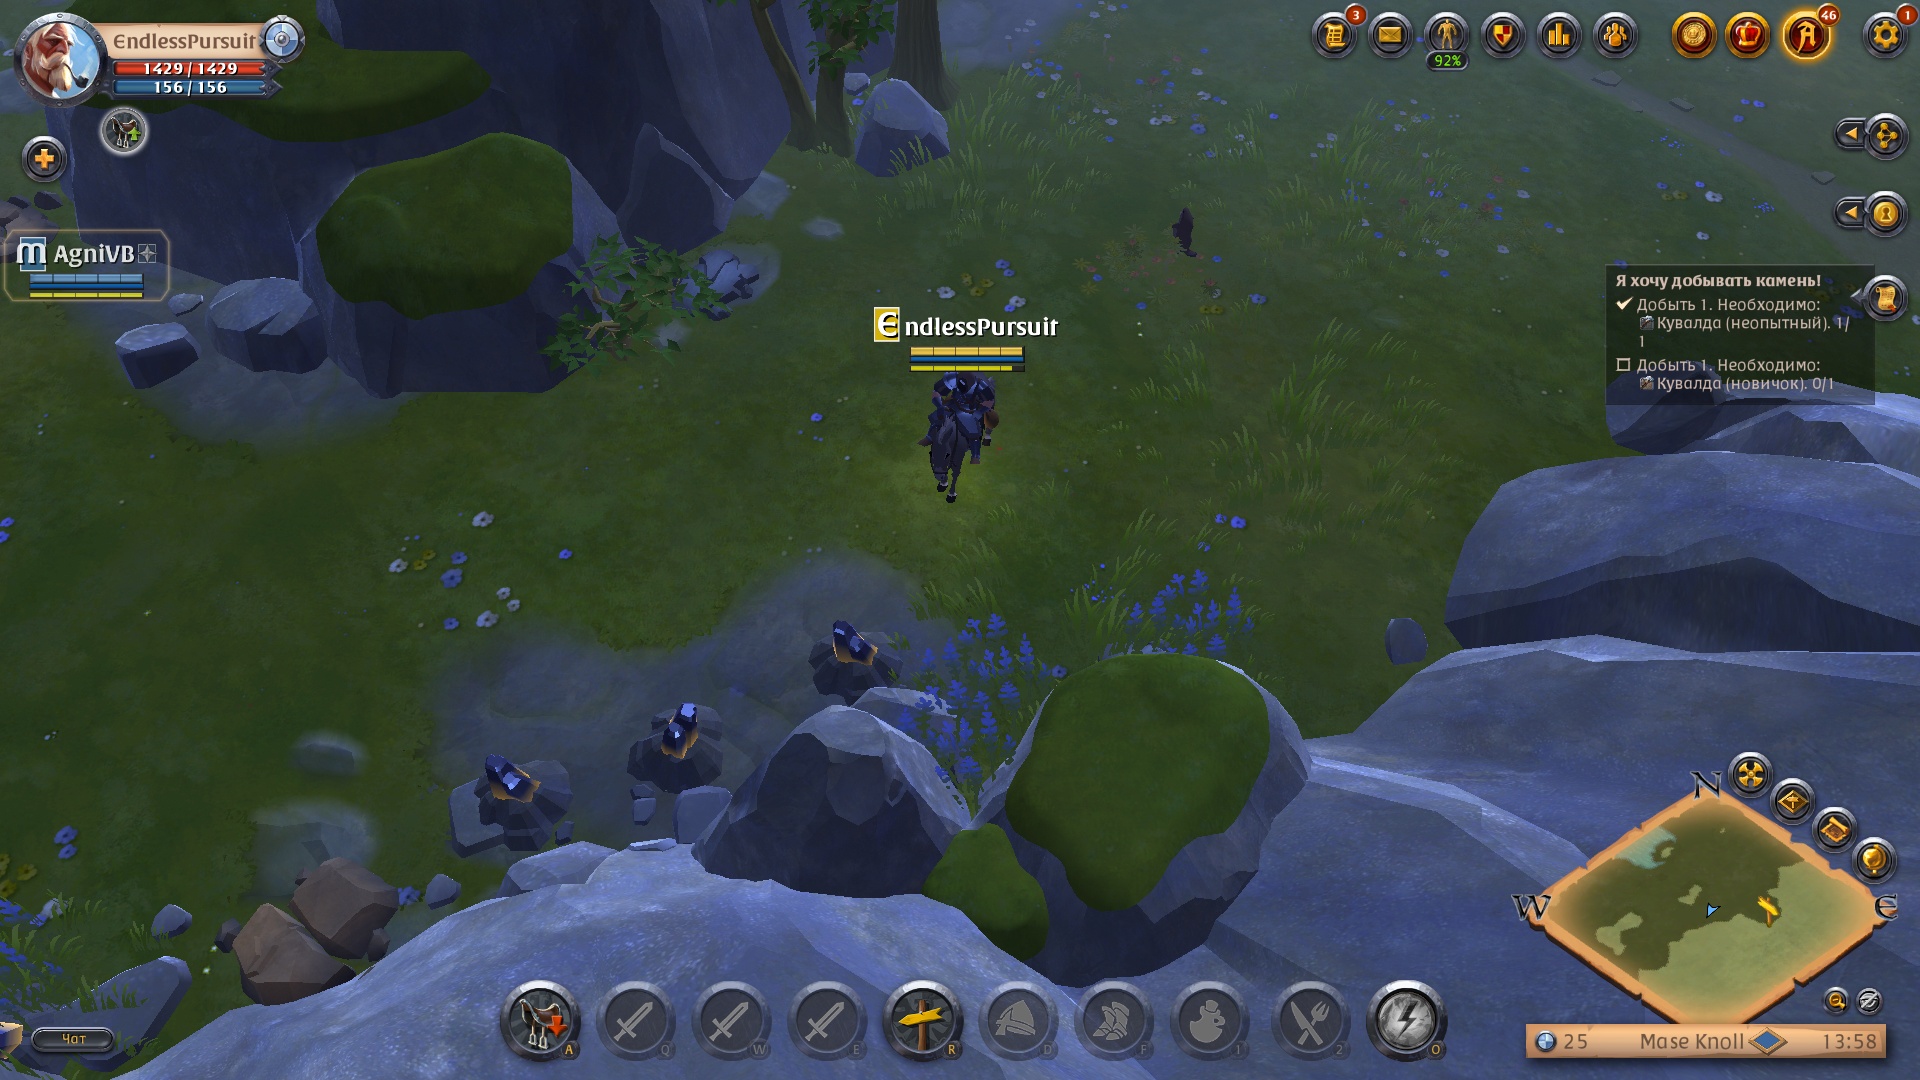 EndlessPursuit
1429 / 1429
156 / 156
3
92%
46
1
AgniVB
EndlessPursuit
Я хочу добывать камень!
Добыть 1. Необходимо:
Кувалда (неопытный). 1/
1
Добыть 1. Необходимо:
Кувалда (новичок). 0/1
N
W
E
Чат
A
Q
W
E
R
D
F
1
2
O
25
Mase Knoll
13:58